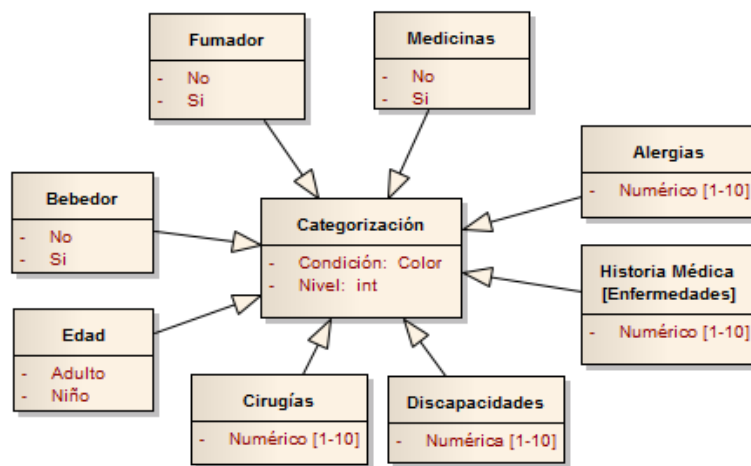 Fumador
- No
- Si
Medicinas
- No
- Si
Alergias
- Numérico [1-10]
Bebedor
- No
- Si
Categorización
- Condición: Color
- Nivel: int
Historia Médica
[Enfermedades]
- Numérico [1-10]
Edad
- Adulto
- Niño
Cirugías
- Numérico [1-10]
Discapacidades
- Numérica [1-10]